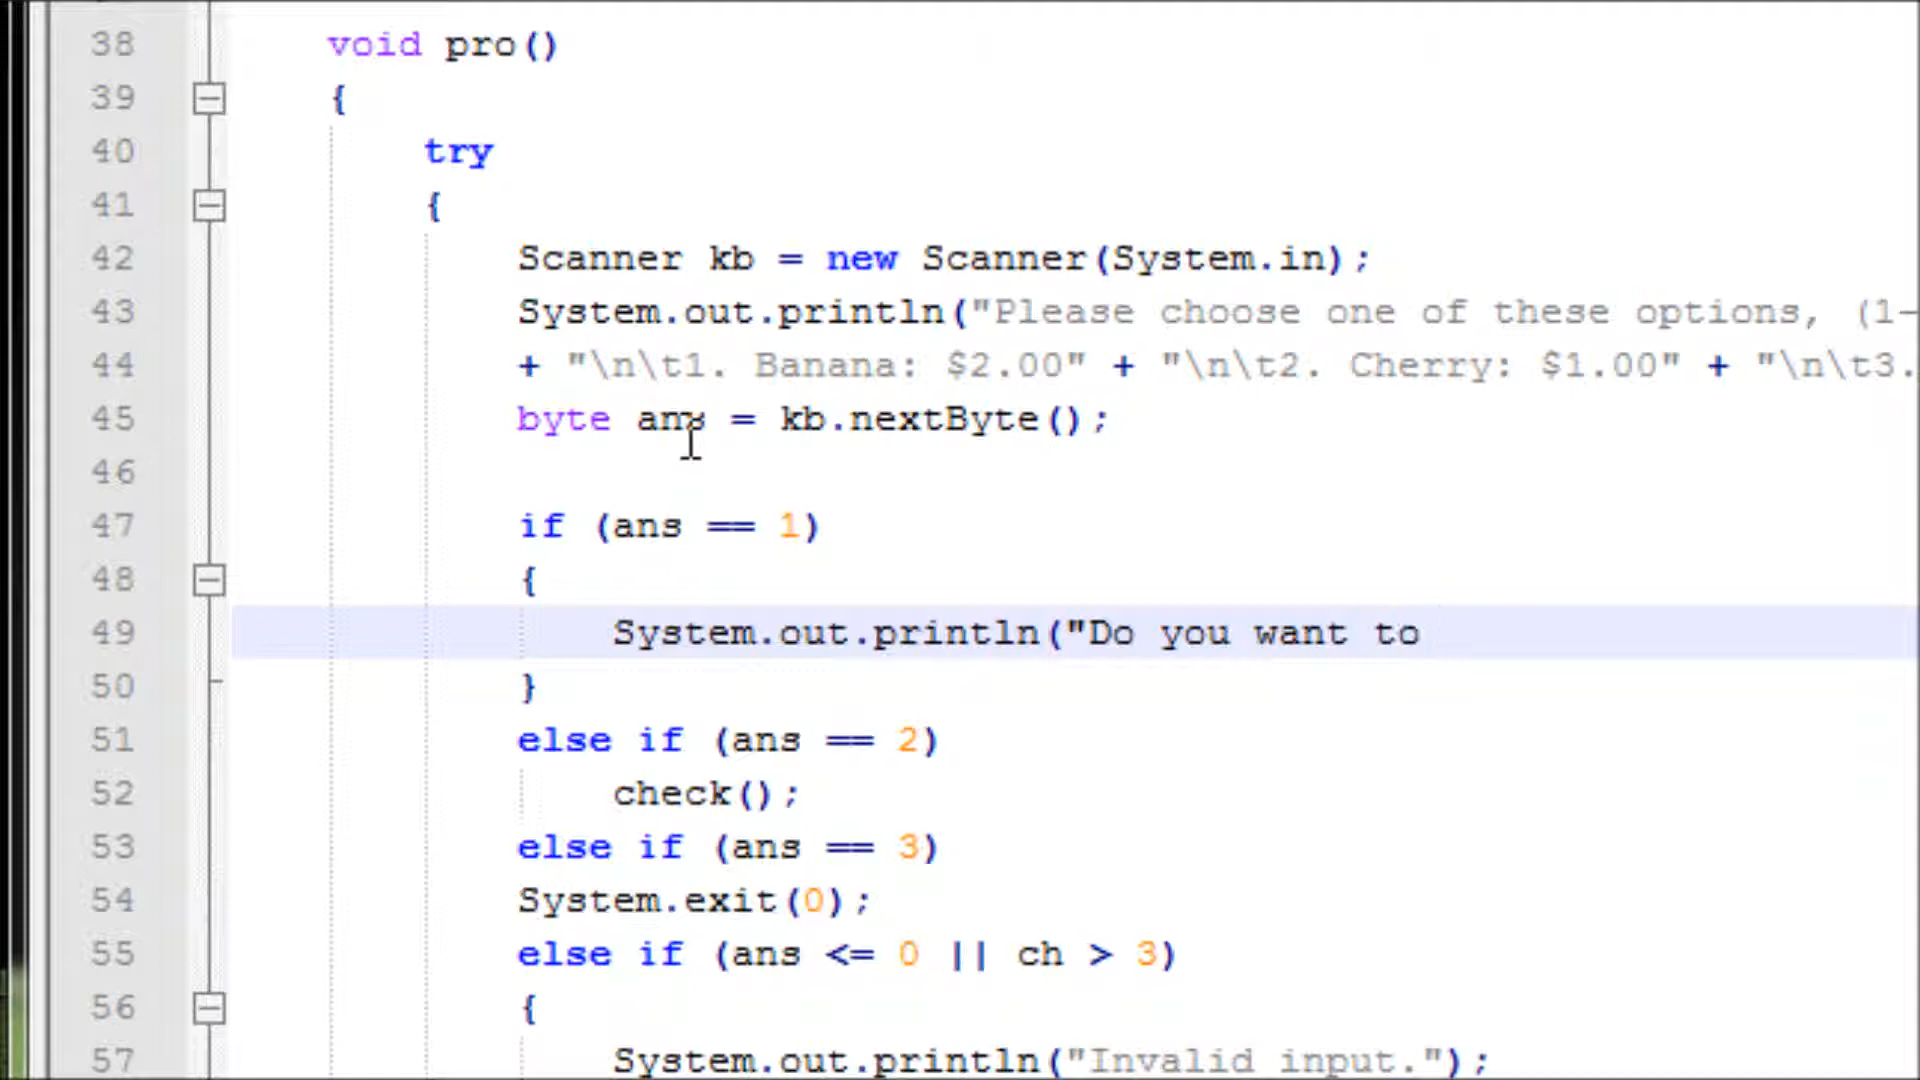 38 void pro()
39 {
40 try
41 {
42 Scanner kb = new Scanner(System.in);
43 System.out.println("Please choose one of these options, (1-
44 + "\n\t1. Banana: $2.00" + "\n\t2. Cherry: $1.00" + "\n\t3.
45 byte ans = kb.nextByte();
46
47 if (ans == 1)
48 {
49 System.out.println("Do you want to
50 }
51 else if (ans == 2)
52 check();
53 else if (ans == 3)
54 System.exit(0);
55 else if (ans <= 0 || ch > 3)
56 {
57 System.out.println("Invalid input.");